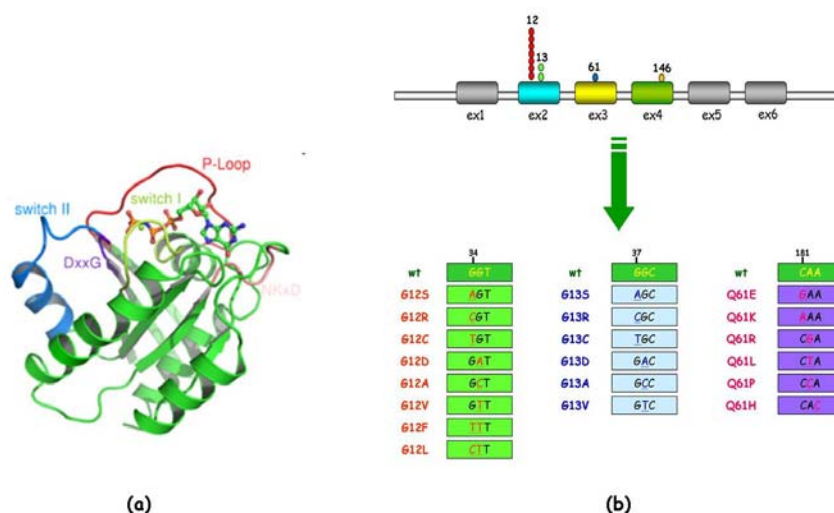 P-Loop
switch I
switch II
DxxG
NKxD
(a)
12
13
61
146
ex1 ex2 ex3 ex4 ex5 ex6
34
wt GGT
G12S AGT
G12R CGT
G12C TGT
G12D GAT
G12A GCT
G12V GTT
G12F TTT
G12L CTT
37
wt GGC
G13S AGC
G13R CGC
G13C TGC
G13D GAC
G13A GCC
G13V GTC
181
wt CAA
Q61E GAA
Q61K AAA
Q61R CGA
Q61L CTA
Q61P CCA
Q61H CAC
(b)